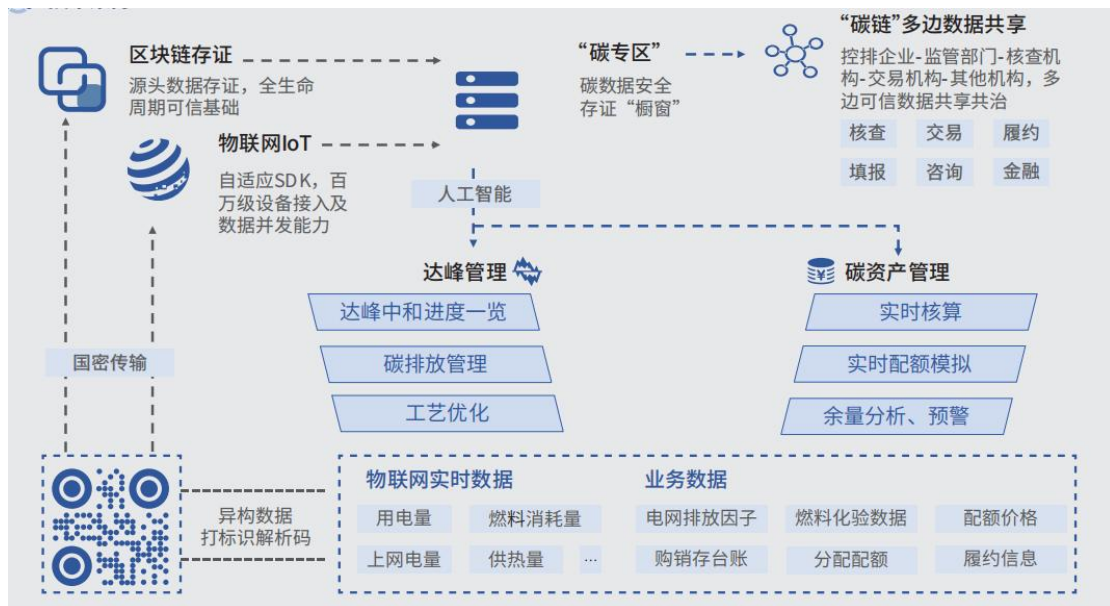 区块链存证
源头数据存证，全生命
周期可信基础
物联网IoT
自适应SDK，百
万级设备接入及
数据并发能力
“碳专区”
碳数据安全
存证“橱窗”
“碳链”多边数据共享
控排企业-监管部门-核查机
构-交易机构-其他机构，多
边可信数据共享共治
核查 交易 履约
填报 咨询 金融
人工智能
达峰管理
达峰中和进度一览
碳排放管理
工艺优化
¥
碳资产管理
实时核算
实时配额模拟
余量分析、预警
国密传输
异构数据
打标识解析码
物联网实时数据
用电量 燃料消耗量
上网电量 供热量 ...
业务数据
电网排放因子 燃料化验数据 配额价格
购销存台账 分配配额 履约信息